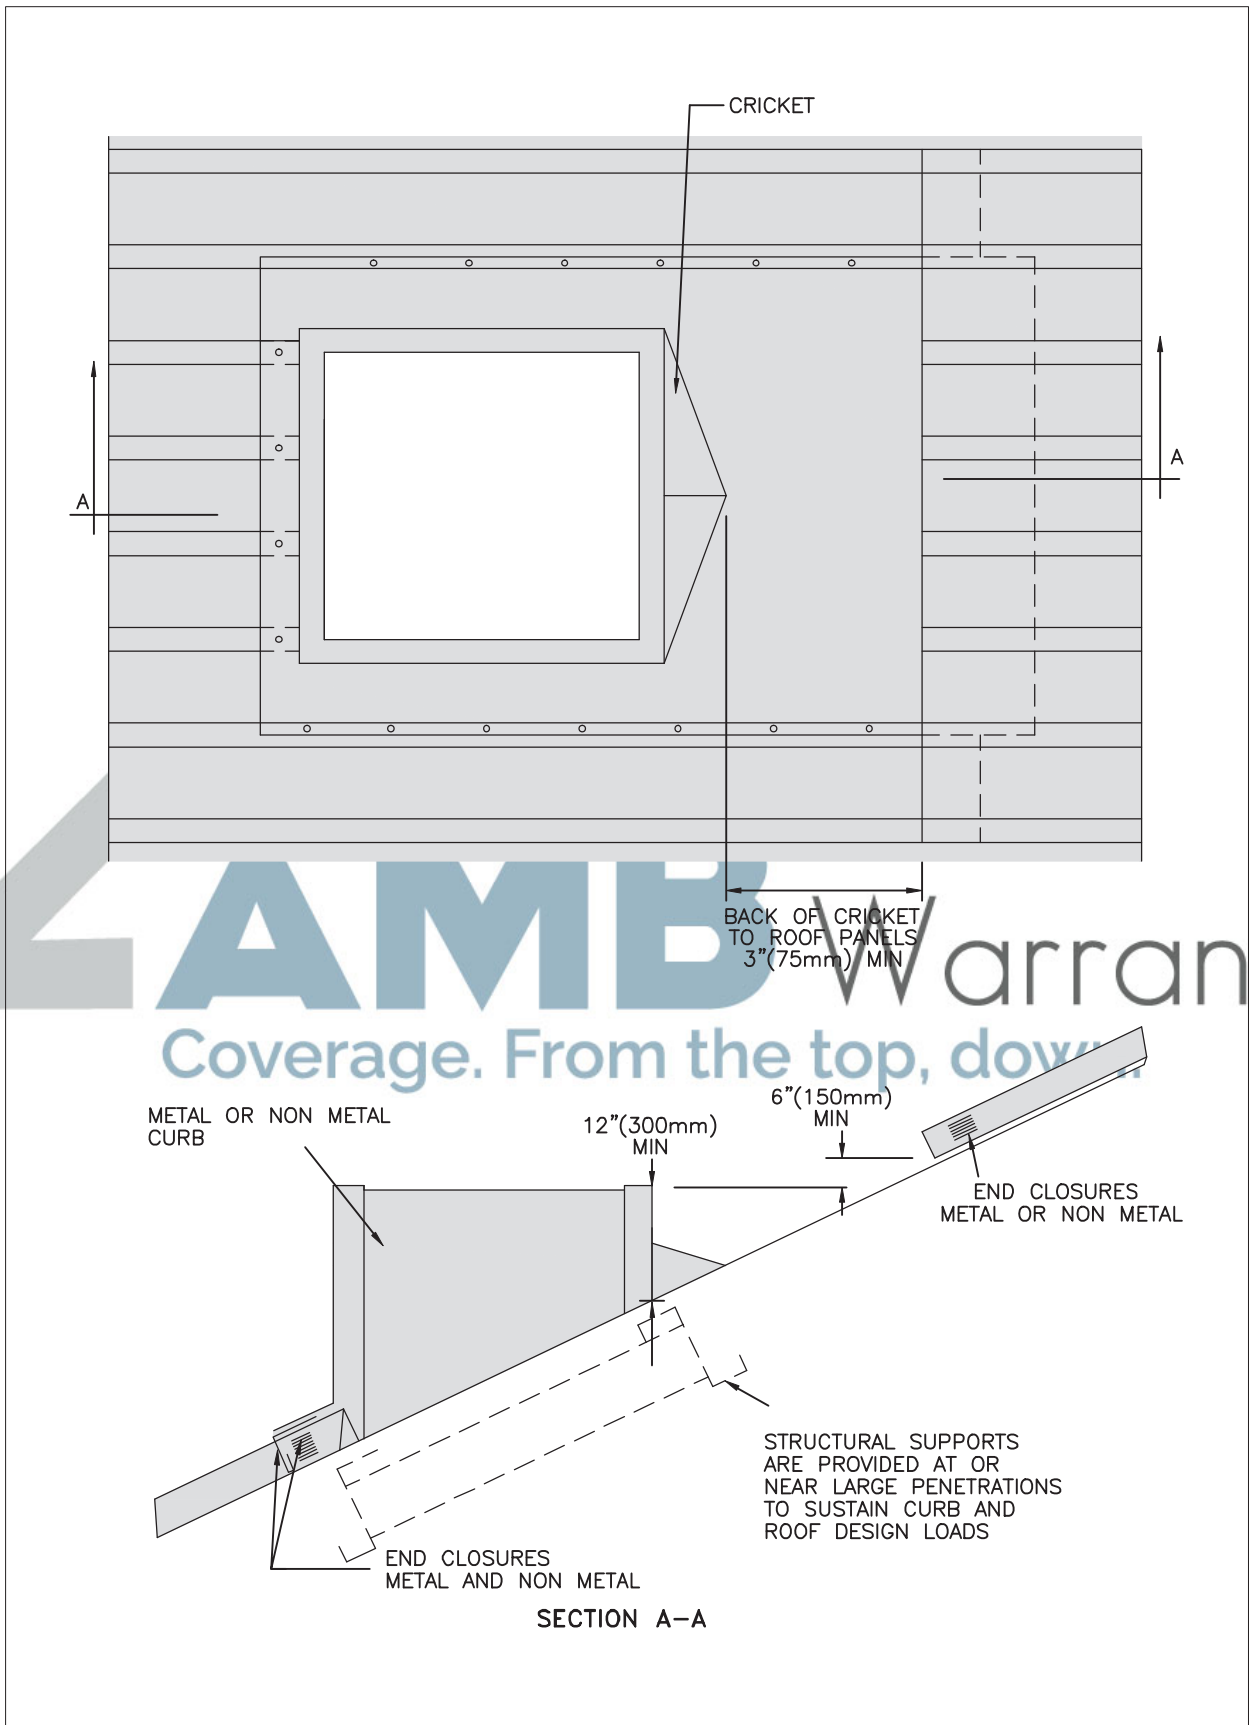 CRICKET
A
A
BACK OF CRICKET
TO ROOF PANELS
3"(75mm) MIN
AMB Warran
Coverage. From the top, down.
METAL OR NON METAL
CURB
12"(300mm)
MIN
6"(150mm)
MIN
END CLOSURES
METAL OR NON METAL
STRUCTURAL SUPPORTS
ARE PROVIDED AT OR
NEAR LARGE PENETRATIONS
TO SUSTAIN CURB AND
ROOF DESIGN LOADS
END CLOSURES
METAL AND NON METAL
SECTION A-A